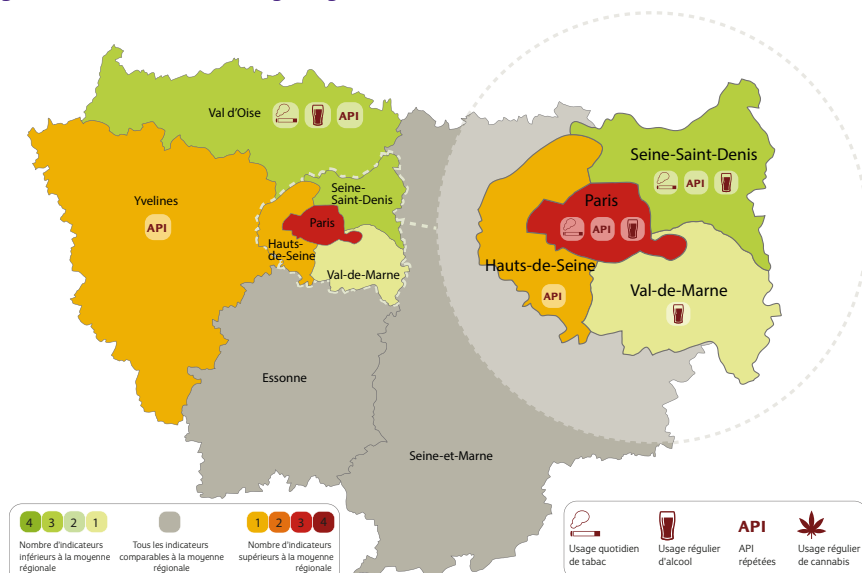 Val d'Oise
API
Yvelines
API
Seine-
Saint-Denis
Paris
Hauts-
de-Seine
Val-de-Marne
Essonne
Seine-et-Marne
Seine-Saint-Denis
API
Paris
API
Hauts-de-Seine
API
Val-de-Marne
4 3 2 1
Nombre d'indicateurs
inférieurs à la moyenne
régionale
Tous les indicateurs
comparables à la moyenne
régionale
1 2 3 4
Nombre d'indicateurs
supérieurs à la moyenne
régionale
Usage quotidien
de tabac
Usage régulier
d'alcool
API
API
répétées
Usage régulier
de cannabis